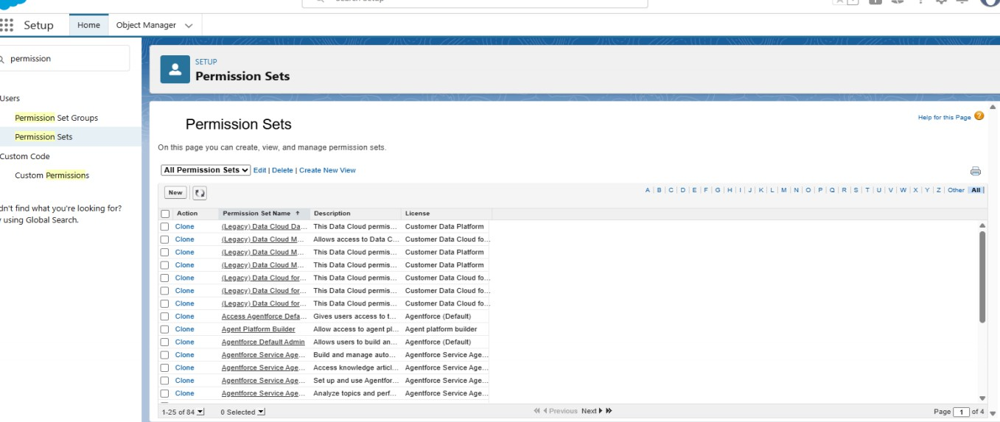 Search Setup
Setup Home Object Manager
permission
SETUP
Permission Sets
Users
Permission Set Groups
Permission Sets
Custom Code
Custom Permissions
dn't find what you're looking for?
using Global Search.
Permission Sets
Help for this Page ?
On this page you can create, view, and manage permission sets.
All Permission Sets Edit | Delete | Create New View
New
A | B | C | D | E | F | G | H | I | J | K | L | M | N | O | P | Q | R | S | T | U | V | W | X | Y | Z | Other | All
Action Permission Set Name ↑ Description License
Clone (Legacy) Data Cloud Da... This Data Cloud permis... Customer Data Platform
Clone (Legacy) Data Cloud M... Allows access to Data C... Customer Data Cloud fo...
Clone (Legacy) Data Cloud M... This Data Cloud permis... Customer Data Platform
Clone (Legacy) Data Cloud M... This Data Cloud permis... Customer Data Platform
Clone (Legacy) Data Cloud for... This Data Cloud permis... Customer Data Cloud fo...
Clone (Legacy) Data Cloud for... This Data Cloud permis... Customer Data Cloud fo...
Clone (Legacy) Data Cloud for... This Data Cloud permis... Customer Data Cloud fo...
Clone Access Agentforce Defa... Gives users access to t... Agentforce (Default)
Clone Agent Platform Builder Allow access to agent pl... Agent platform builder
Clone Agentforce Default Admin Allows users to build an... Agentforce (Default)
Clone Agentforce Service Age... Build and manage auto... Agentforce Service Age...
Clone Agentforce Service Age... Access knowledge articl... Agentforce Service Age...
Clone Agentforce Service Age... Set up and use Agentfor... Agentforce Service Age...
Clone Agentforce Service Age... Analyze topics and perf... Agentforce Service Age...
1-25 of 84 0 Selected Previous Next Page 1 of 4